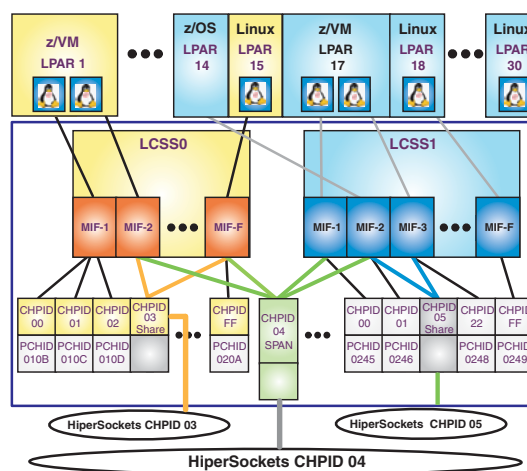 z/VM
LPAR 1
z/OS
LPAR
14
Linux
LPAR
15
z/VM
LPAR
17
Linux
LPAR
18
Linux
LPAR
30
LCSS0
LCSS1
MIF-1
MIF-2
MIF-F
MIF-1
MIF-2
MIF-3
MIF-F
CHPID
00
CHPID
01
CHPID
02
CHPID
03
Share
CHPID
FF
CHPID
04
SPAN
CHPID
00
CHPID
01
CHPID
05
Share
CHPID
22
CHPID
FF
PCHID
010B
PCHID
010C
PCHID
010D
PCHID
020A
PCHID
0245
PCHID
0246
PCHID
0248
PCHID
0249
HiperSockets CHPID 03
HiperSockets CHPID 05
HiperSockets CHPID 04